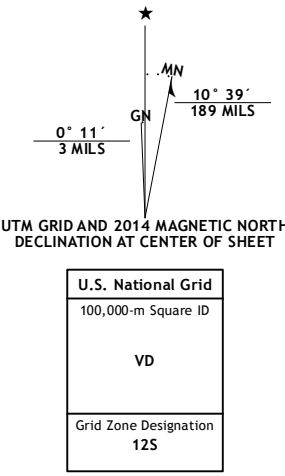 ★
MN
10° 39´
189 MILS
GN
0° 11´
3 MILS
UTM GRID AND 2014 MAGNETIC NORTH
DECLINATION AT CENTER OF SHEET
U.S. National Grid
100,000-m Square ID
VD
Grid Zone Designation
12S